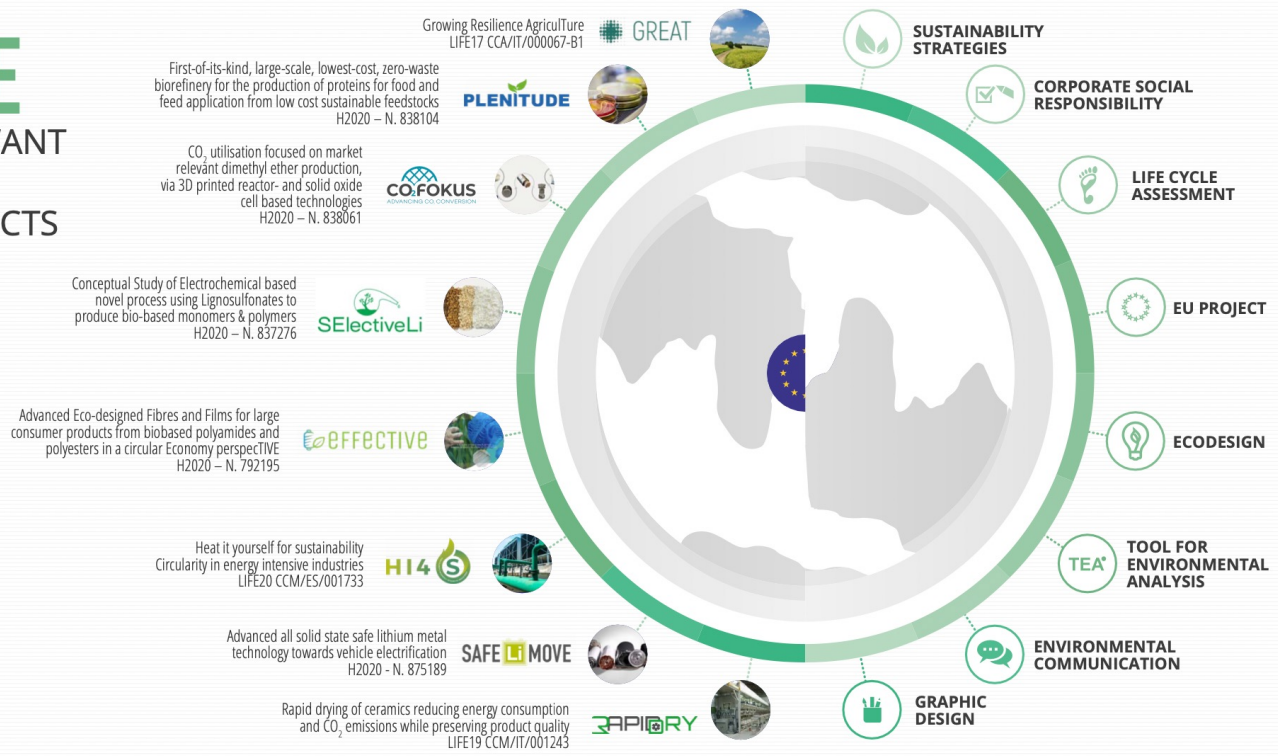 E
ANT
CTS
Growing Resilience AgriculTure
LIFE17 CCA/IT/000067-B1
GREAT
First-of-its-kind, large-scale, lowest-cost, zero-waste
biorefinery for the production of proteins for food and
feed application from low cost sustainable feedstocks
H2020 – N. 838104
PLENITUDE
CO₂ utilisation focused on market
relevant dimethyl ether production,
via 3D printed reactor- and solid oxide
cell based technologies
H2020 – N. 838061
CO₂FOKUS
ADVANCING CO₂ CONVERSION
Conceptual Study of Electrochemical based
novel process using Lignosulfonates to
produce bio-based monomers & polymers
H2020 – N. 837276
SElectiveLi
Advanced Eco-designed Fibres and Films for large
consumer products from biobased polyamides and
polyesters in a circular Economy perspecTIVE
H2020 – N. 792195
EFFECTIVE
Heat it yourself for sustainability
Circularity in energy intensive industries
LIFE20 CCM/ES/001733
HI4S
Advanced all solid state safe lithium metal
technology towards vehicle electrification
H2020 - N. 875189
SAFE Li MOVE
Rapid drying of ceramics reducing energy consumption
and CO₂ emissions while preserving product quality
LIFE19 CCM/IT/001243
RAPIDRY
SUSTAINABILITY
STRATEGIES
CORPORATE SOCIAL
RESPONSIBILITY
LIFE CYCLE
ASSESSMENT
EU PROJECT
ECODESIGN
TEA
TOOL FOR
ENVIRONMENTAL
ANALYSIS
ENVIRONMENTAL
COMMUNICATION
GRAPHIC
DESIGN